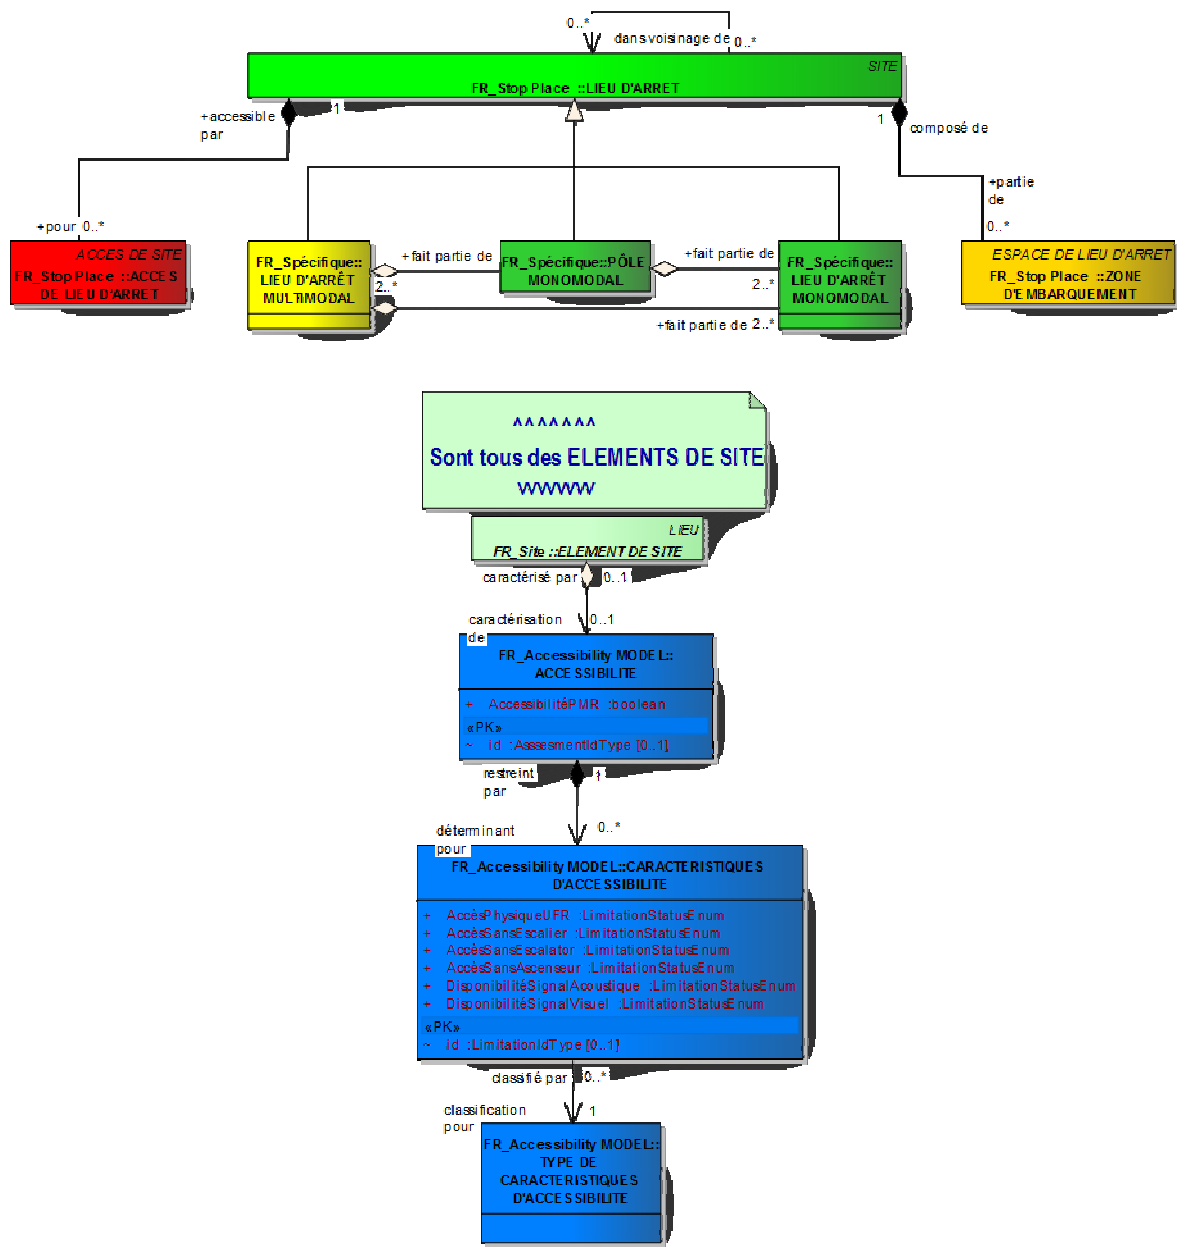 0..*
dans voisinage de
0..*
SITE
FR_Stop Place ::LIEU D'ARRET
+accessible
par
1
1
composé de
+partie
de
+pour 0..*
0..*
ACCES DE SITE
FR_Stop Place ::ACCES
DE LIEU D'ARRET
FR_Spécifique::
LIEU D'ARRÊT
MULTIMODAL
+fait partie de
2..*
FR_Spécifique::PÔLE
MONOMODAL
+fait partie de
2..*
FR_Spécifique::
LIEU D'ARRÊT
MONOMODAL
+fait partie de 2..*
ESPACE DE LIEU D'ARRET
FR_Stop Place ::ZONE
D'EMBARQUEMENT
^^^^^^^
Sont tous des ELEMENTS DE SITE
VVVVVVV
LIEU
FR_Site ::ELEMENT DE SITE
caractérisé par
0..1
caractérisation
de
0..1
FR_Accessibility MODEL::
ACCESSIBILITE
+ AccessibilitéPMR :boolean
«PK»
~ id :AssesmentIdType [0..1]
restreint
par
1
déterminant
pour
0..*
FR_Accessibility MODEL::CARACTERISTIQUES
D'ACCESSIBILITE
+ AccèsPhysiqueUFR :LimitationStatusEnum
+ AccèsSansEscalier :LimitationStatusEnum
+ AccèsSansEscalator :LimitationStatusEnum
+ AccèsSansAscenseur :LimitationStatusEnum
+ DisponibilitéSignalAcoustique :LimitationStatusEnum
+ DisponibilitéSignalVisuel :LimitationStatusEnum
«PK»
~ id :LimitationIdType [0..1]
classifié par
0..*
classification
pour
1
FR_Accessibility MODEL::
TYPE DE
CARACTERISTIQUES
D'ACCESSIBILITE